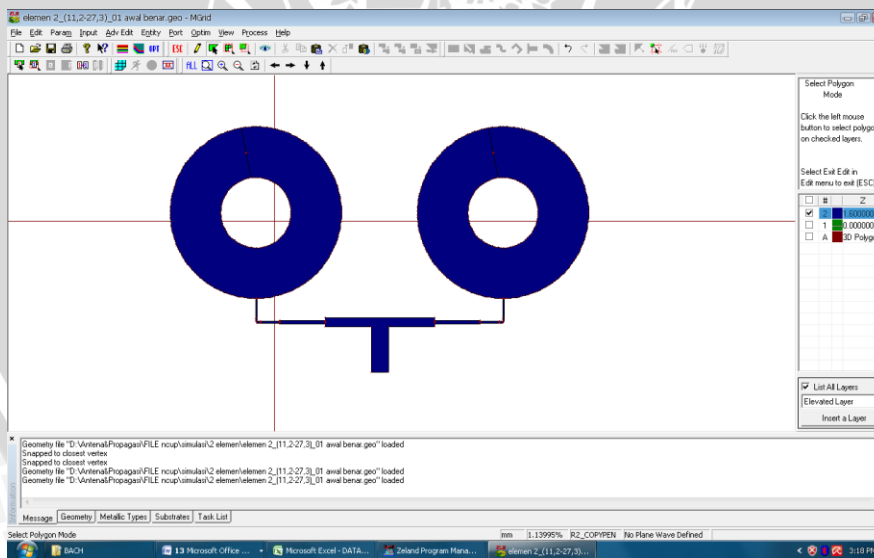 elemen 2_(11,2-27,3)_01 awal benar.geo - MGrid
File Edit Param Input Adv Edit Entity Port Optim View Process Help
OPT ESC
ALL
Select Polygon
Mode
Click the left mouse
button to select polygo
on checked layers.
Select Exit Edit in
Edit menu to exit (ESC)
# Z
2 1.600000
1 0.000000
A 3D Polyg
List All Layers
Elevated Layer
Insert a Layer
Geometry file "D:\Antena&Propagasi\FILE ncup\simulasi\2 elemen\elemen 2_(11,2-27,3)_01 awal benar.geo" loaded
Snapped to closest vertex
Snapped to closest vertex
Geometry file "D:\Antena&Propagasi\FILE ncup\simulasi\2 elemen\elemen 2_(11,2-27,3)_01 awal benar.geo" loaded
Geometry file "D:\Antena&Propagasi\FILE ncup\simulasi\2 elemen\elemen 2_(11,2-27,3)_01 awal benar.geo" loaded
Message Geometry Metallic Types Substrates Task List
Select Polygon Mode mm 1.13995% R2_COPYPEN No Plane Wave Defined
BACH 13 Microsoft Office ... Microsoft Excel - DATA... Zeland Program Mana... elemen 2_(11,2-27,3)... 3:18 PM